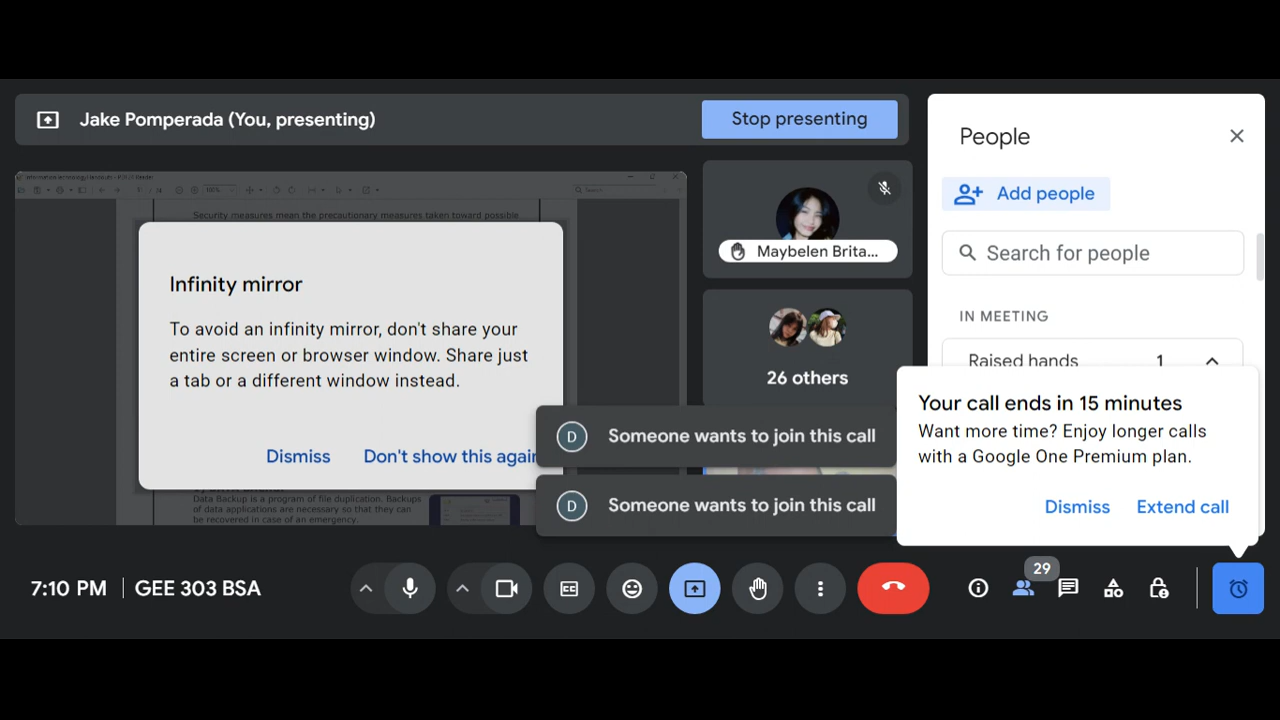 Jake Pomperada (You, presenting)
Stop presenting
People
Add people
Search for people
IN MEETING
Raised hands 1
Maybelen Brita...
26 others
100%
Search
Security measures mean the precautionary measures taken toward possible
Infinity mirror
To avoid an infinity mirror, don't share your
entire screen or browser window. Share just
a tab or a different window instead.
Dismiss
Don't show this again
Data Backup is a program of file duplication. Backups
of data applications are necessary so that they can
be recovered in case of an emergency.
D
Someone wants to join this call
D
Someone wants to join this call
Your call ends in 15 minutes
Want more time? Enjoy longer calls
with a Google One Premium plan.
Dismiss
Extend call
7:10 PM
GEE 303 BSA
29